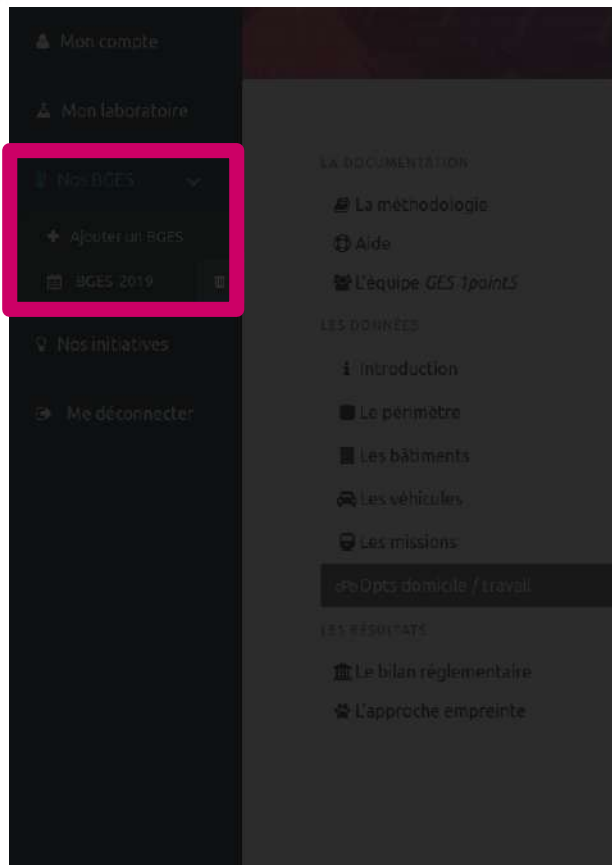 Mon compte
Mon laboratoire
Nos BGES
Ajouter un BGES
BGES 2019
Nos initiatives
Me déconnecter
LA DOCUMENTATION
La méthodologie
Aide
L'équipe GES 1point5
LES DONNÉES
Introduction
Le périmètre
Les bâtiments
Les véhicules
Les missions
Dpts domicile / travail
LES RÉSULTATS
Le bilan réglementaire
L'approche empreinte